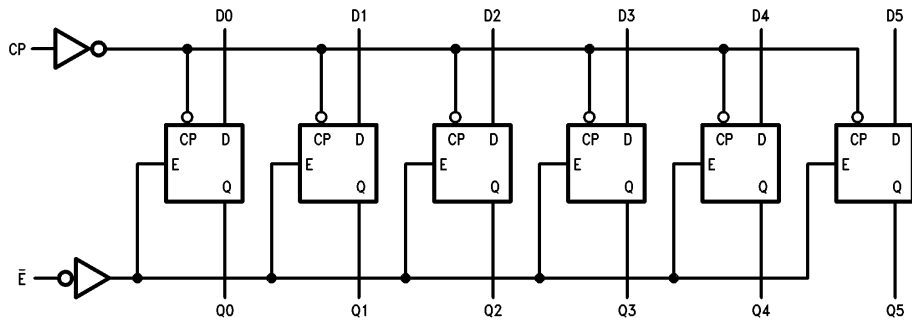 D0 D1 D2 D3 D4 D5
CP
CP D CP D CP D CP D CP D CP D
E E E E E E
Q Q Q Q Q Q
Ē
Q0 Q1 Q2 Q3 Q4 Q5